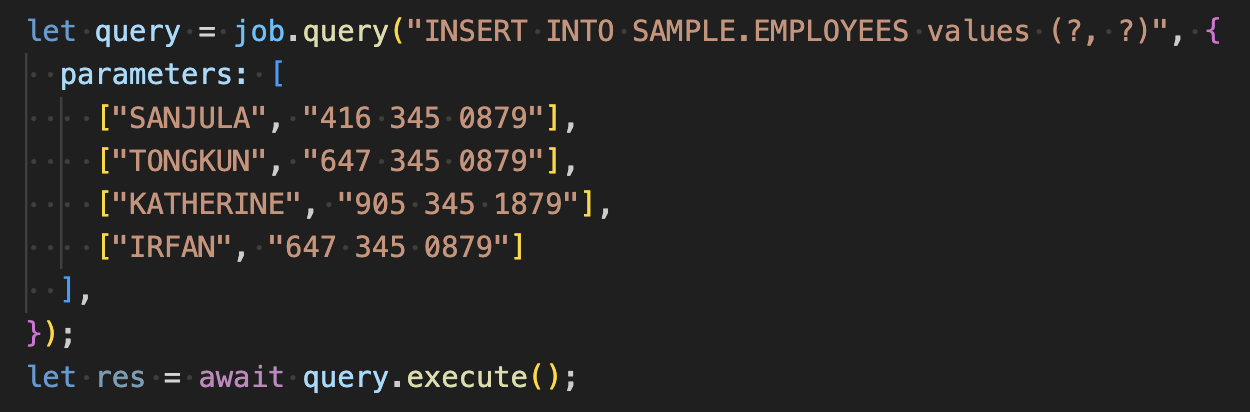 let query = job.query("INSERT INTO SAMPLE.EMPLOYEES values (?, ?)", {
  parameters: [
    ["SANJULA", "416 345 0879"],
    ["TONGKUN", "647 345 0879"],
    ["KATHERINE", "905 345 1879"],
    ["IRFAN", "647 345 0879"]
  ],
});
let res = await query.execute();